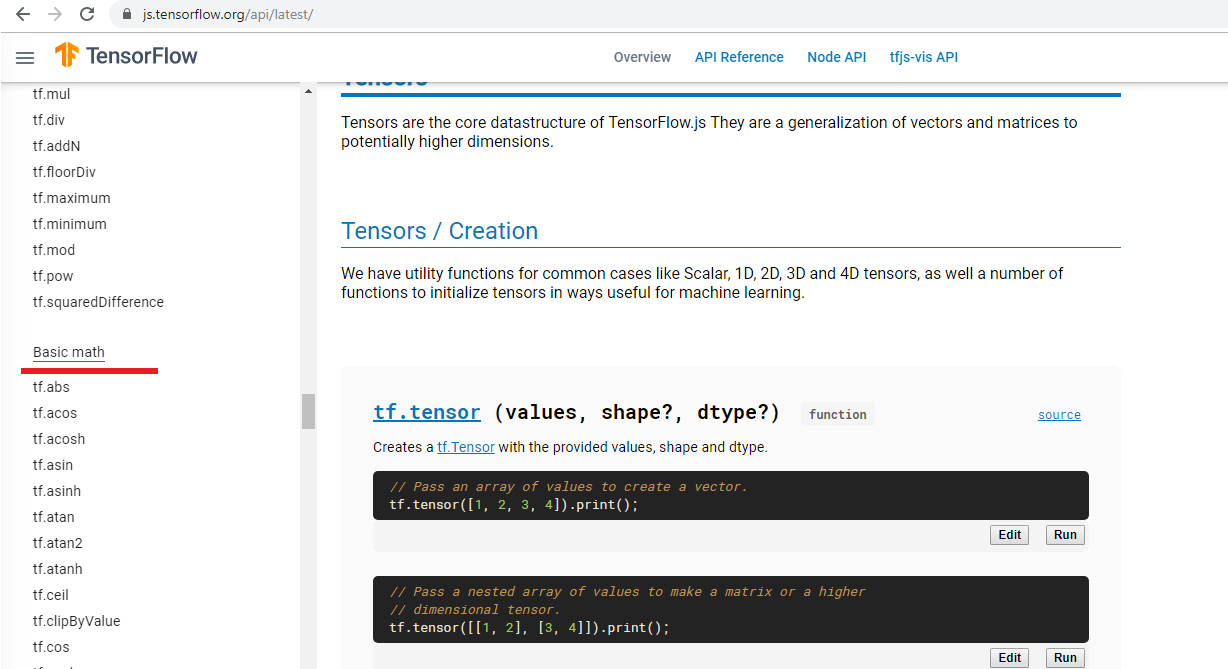 js.tensorflow.org/api/latest/
TensorFlow
Overview API Reference Node API tfjs-vis API
tf.mul
tf.div
tf.addN
tf.floorDiv
tf.maximum
tf.minimum
tf.mod
tf.pow
tf.squaredDifference
Basic math
tf.abs
tf.acos
tf.acosh
tf.asin
tf.asinh
tf.atan
tf.atan2
tf.atanh
tf.ceil
tf.clipByValue
tf.cos
Tensors
Tensors are the core datastructure of TensorFlow.js They are a generalization of vectors and matrices to
potentially higher dimensions.
Tensors / Creation
We have utility functions for common cases like Scalar, 1D, 2D, 3D and 4D tensors, as well a number of
functions to initialize tensors in ways useful for machine learning.
tf.tensor (values, shape?, dtype?) function source
Creates a tf.Tensor with the provided values, shape and dtype.
// Pass an array of values to create a vector.
tf.tensor([1, 2, 3, 4]).print();
Edit Run
// Pass a nested array of values to make a matrix or a higher
// dimensional tensor.
tf.tensor([[1, 2], [3, 4]]).print();
Edit Run